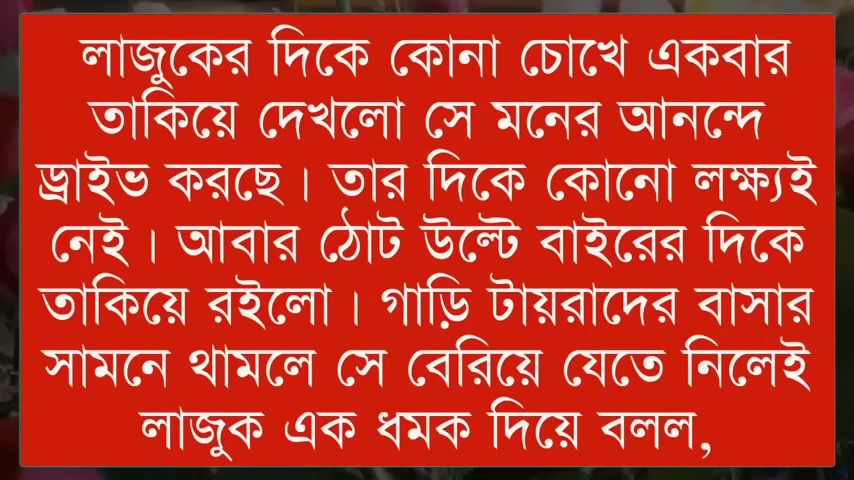 লাজুকের দিকে কোনা চোখে একবার
তাকিয়ে দেখলো সে মনের আনন্দে
ড্রাইভ করছে। তার দিকে কোনো লক্ষ্যই
নেই। আবার ঠোট উল্টে বাইরের দিকে
তাকিয়ে রইলো। গাড়ি টায়রাদের বাসার
সামনে থামলে সে বেরিয়ে যেতে নিলেই
লাজুক এক ধমক দিয়ে বলল,